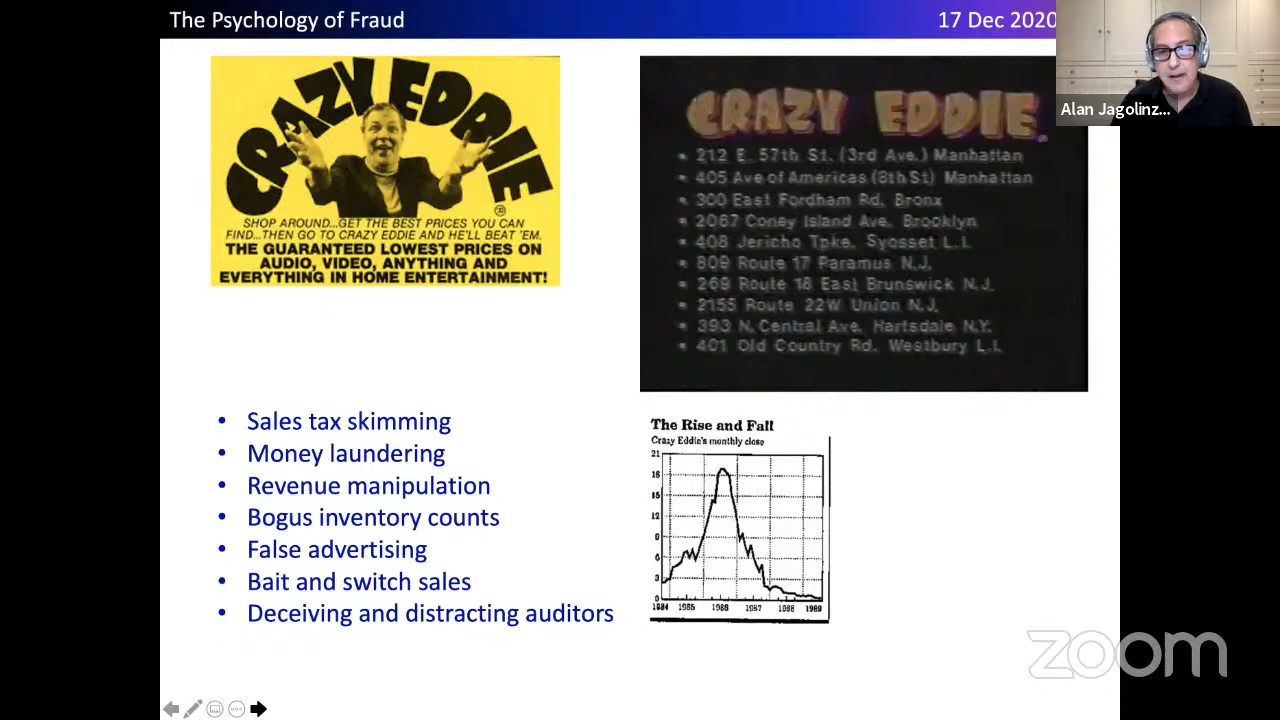 The Psychology of Fraud
17 Dec 2020
Alan Jagolinz...
CRAZY EDDIE
SHOP AROUND...GET THE BEST PRICES YOU CAN
FIND...THEN GO TO CRAZY EDDIE AND HE'LL BEAT 'EM.
THE GUARANTEED LOWEST PRICES ON
AUDIO, VIDEO, ANYTHING AND
EVERYTHING IN HOME ENTERTAINMENT!
CRAZY EDDIE
• 212 E. 57th St. (3rd Ave.) Manhattan
• 405 Ave of Americas (8th St) Manhattan
• 300 East Fordham Rd. Bronx
• 2067 Coney Island Ave. Brooklyn
• 408 Jericho Tpke. Syosset L.I.
• 809 Route 17 Paramus N.J.
• 269 Route 18 East Brunswick N.J.
• 2155 Route 22W Union N.J.
• 393 N. Central Ave. Hartsdale N.Y.
• 401 Old Country Rd. Westbury L.I.
• Sales tax skimming
• Money laundering
• Revenue manipulation
• Bogus inventory counts
• False advertising
• Bait and switch sales
• Deceiving and distracting auditors
The Rise and Fall
Crazy Eddie's monthly close
21
18
15
12
9
6
3
0
1984 1985 1986 1987 1988 1989
zoom